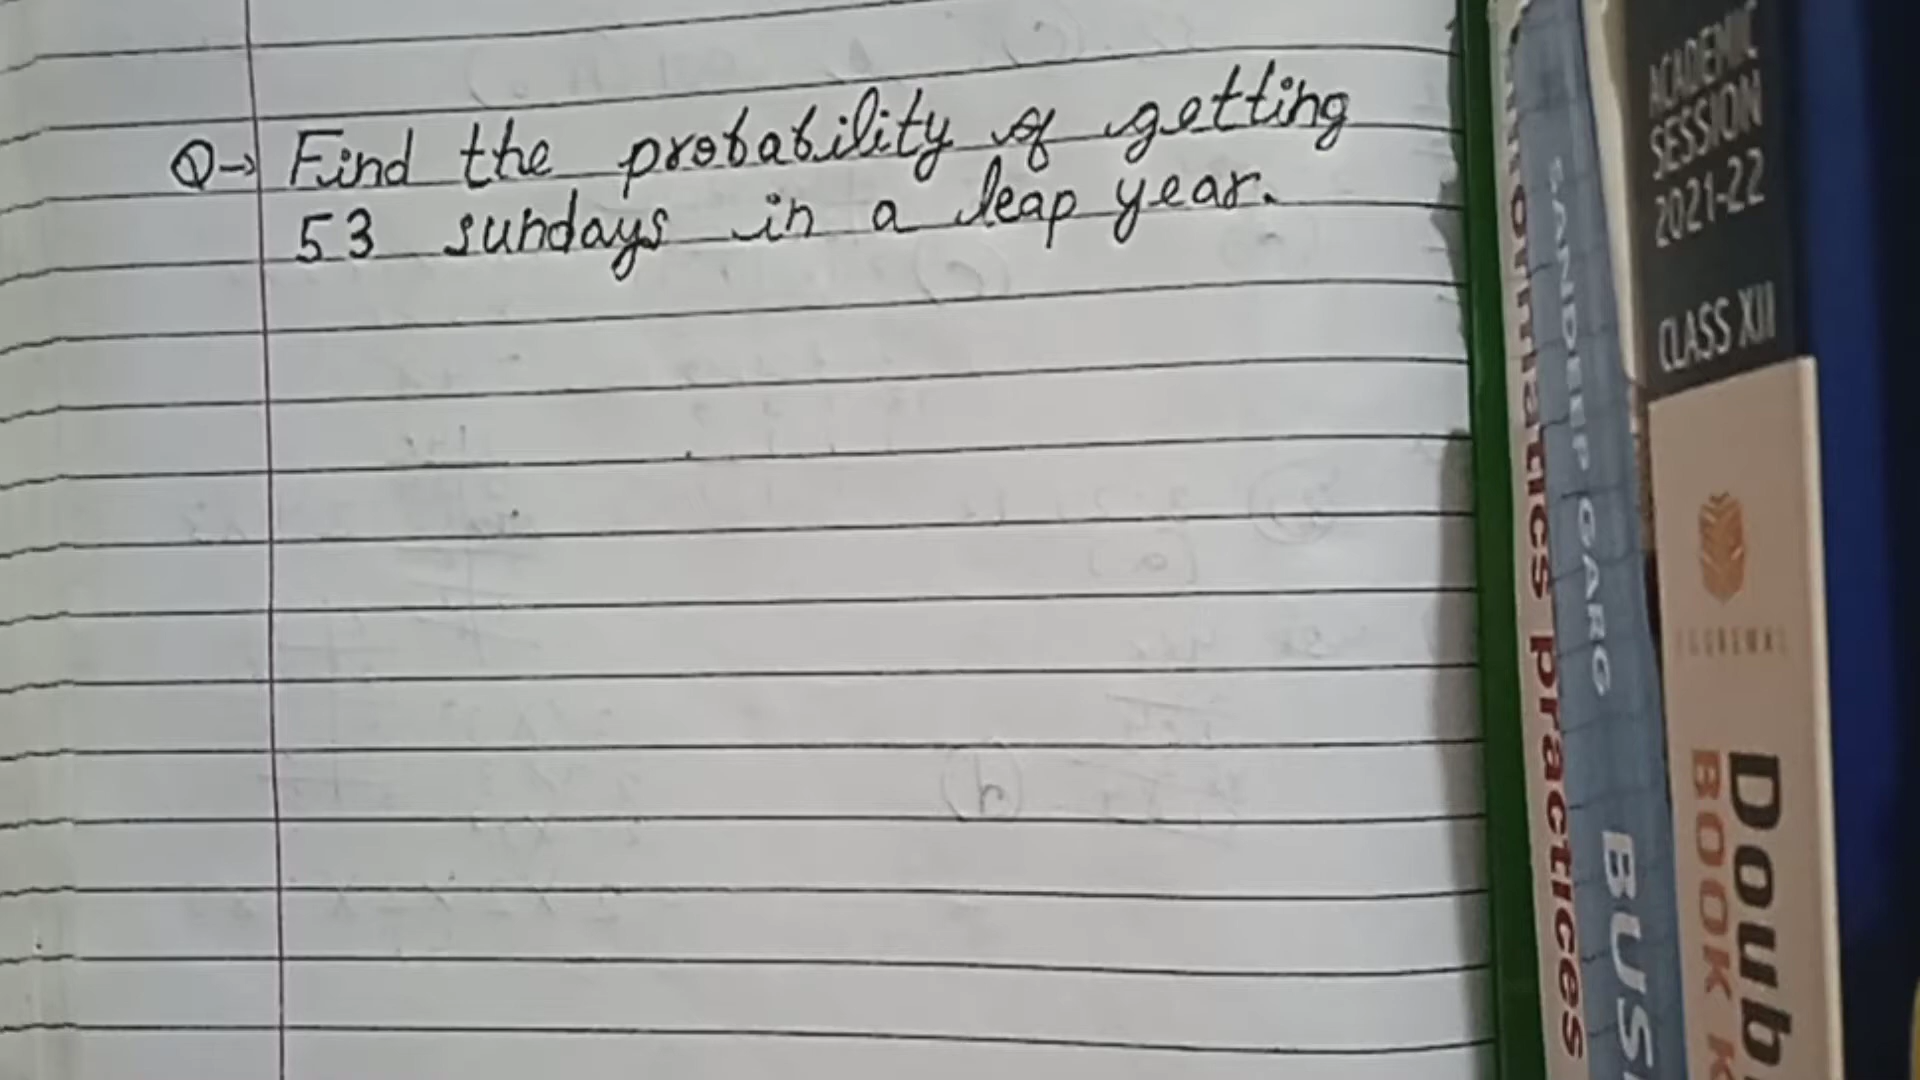 Q→ Find the probability of getting
53 sundays in a leap year.
ACADEMIC
SESSION
2021-22
CLASS XII
SANDEEP GARG
practices
BUS
Doub
BOOK K